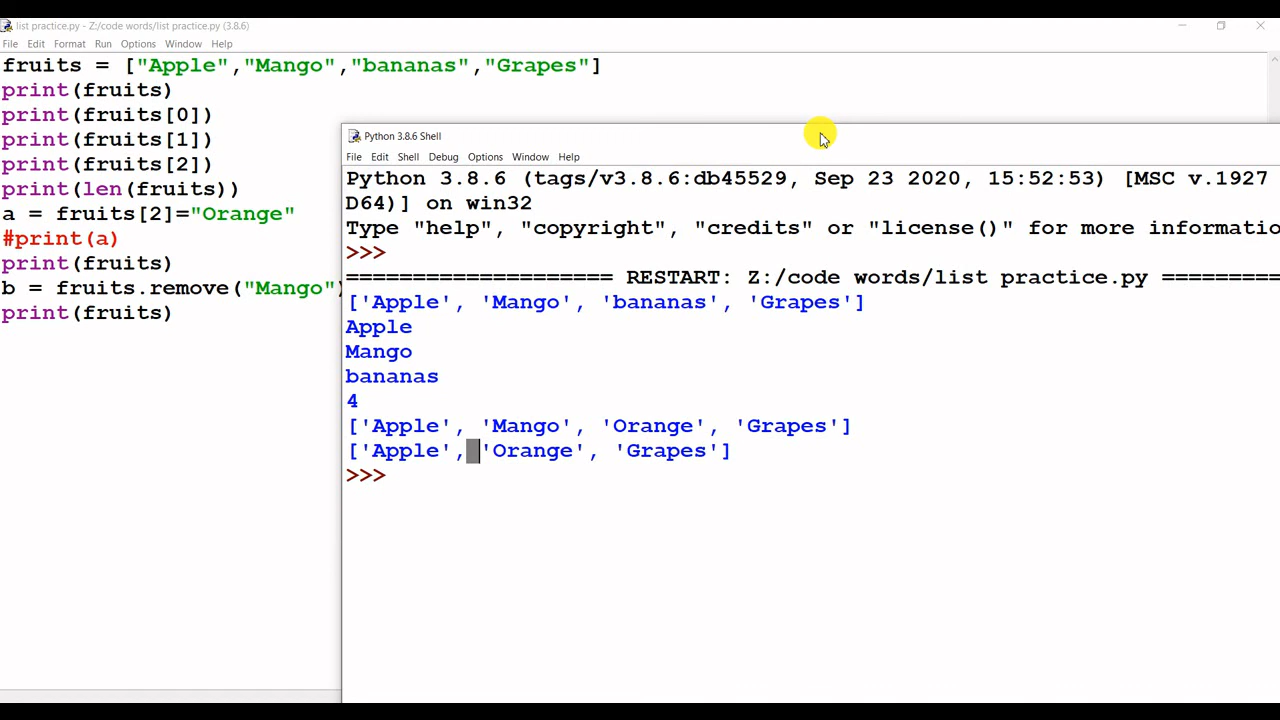 list practice.py - Z:/code words/list practice.py (3.8.6)
File Edit Format Run Options Window Help
fruits = ["Apple","Mango","bananas","Grapes"]
print(fruits)
print(fruits[0])
print(fruits[1])
print(fruits[2])
print(len(fruits))
a = fruits[2]="Orange"
#print(a)
print(fruits)
b = fruits.remove("Mango")
print(fruits)
Python 3.8.6 Shell
File Edit Shell Debug Options Window Help
Python 3.8.6 (tags/v3.8.6:db45529, Sep 23 2020, 15:52:53) [MSC v.1927
D64)] on win32
Type "help", "copyright", "credits" or "license()" for more informatio
>>>
==================== RESTART: Z:/code words/list practice.py =========
['Apple', 'Mango', 'bananas', 'Grapes']
Apple
Mango
bananas
4
['Apple', 'Mango', 'Orange', 'Grapes']
['Apple', 'Orange', 'Grapes']
>>>